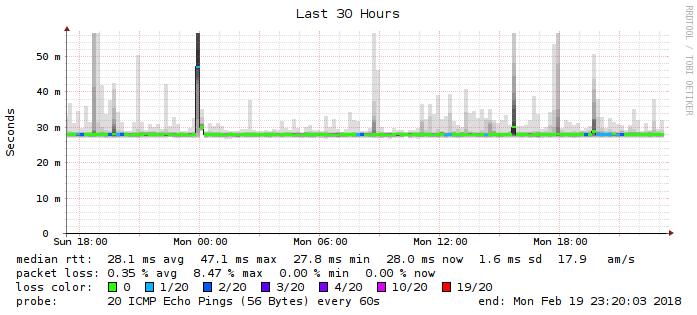 Last 30 Hours
RRDTOOL / TOBI OETIKER
Seconds
50 m
40 m
30 m
20 m
10 m
0
Sun 18:00 Mon 00:00 Mon 06:00 Mon 12:00 Mon 18:00
median rtt: 28.1 ms avg 47.1 ms max 27.8 ms min 28.0 ms now 1.6 ms sd 17.9 am/s
packet loss: 0.35 % avg 8.47 % max 0.00 % min 0.00 % now
loss color: 0 1/20 2/20 3/20 4/20 10/20 19/20
probe: 20 ICMP Echo Pings (56 Bytes) every 60s end: Mon Feb 19 23:20:03 2018